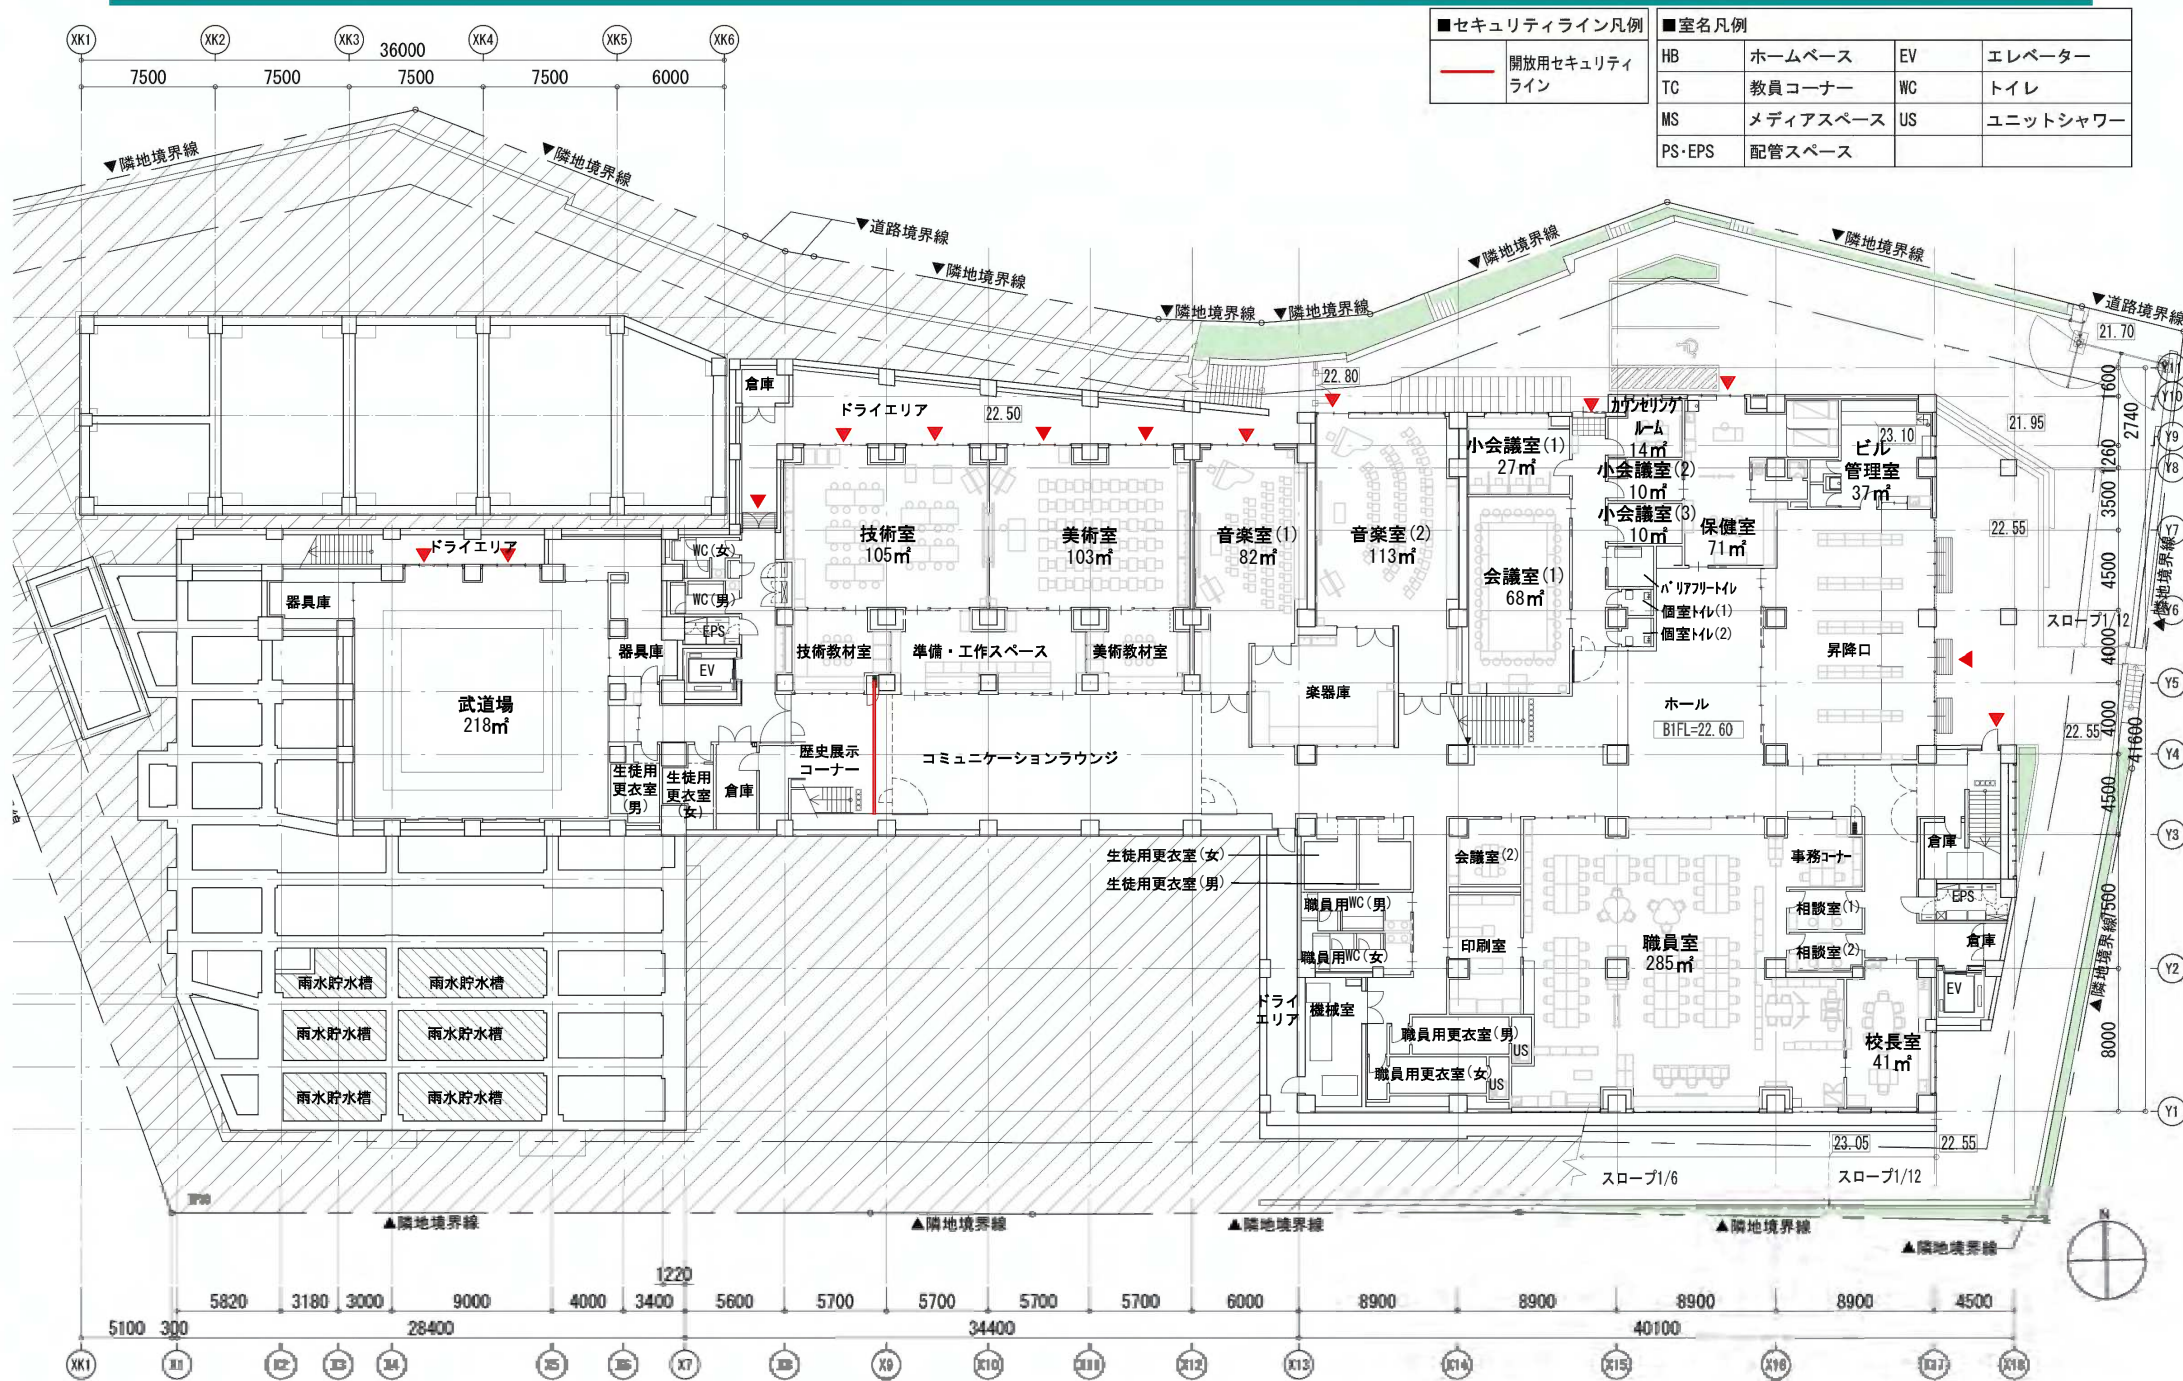 ■セキュリティライン凡例
開放用セキュリティ
ライン
■室名凡例
HB ホームベース EV エレベーター
TC 教員コーナー WC トイレ
MS メディアスペース US ユニットシャワー
PS・EPS 配管スペース
XK1 XK2 XK3 XK4 XK5 XK6
36000
7500 7500 7500 7500 6000
▼隣地境界線
▼隣地境界線
▼道路境界線
▼隣地境界線
▼隣地境界線
▼隣地境界線
▼隣地境界線
▼隣地境界線
▼道路境界線
21.70
倉庫
ドライエリア
22.50
22.80
カウンセリング
ルーム
14㎡
小会議室(1)
27㎡
小会議室(2)
10㎡
小会議室(3)
10㎡
23.10
ビル
管理室
37㎡
21.95
22.55
技術室
105㎡
美術室
103㎡
音楽室(1)
82㎡
音楽室(2)
113㎡
会議室(1)
68㎡
保健室
71㎡
バリアフリートイレ
個室トイレ(1)
個室トイレ(2)
昇降口
スロープ1/12
ドライエリア
WC(女)
WC(男)
EPS
EV
器具庫
器具庫
技術教材室
準備・工作スペース
美術教材室
楽器庫
ホール
B1FL=22.60
22.55
武道場
218㎡
歴史展示
コーナー
コミュニケーションラウンジ
生徒用
更衣室
(男)
生徒用
更衣室
(女)
倉庫
生徒用更衣室(女)
生徒用更衣室(男)
会議室(2)
事務コーナー
倉庫
EPS
職員用WC(男)
職員用WC(女)
印刷室
職員室
285㎡
相談室(1)
相談室(2)
倉庫
EV
雨水貯水槽 雨水貯水槽
雨水貯水槽 雨水貯水槽
雨水貯水槽 雨水貯水槽
ドライ
エリア
機械室
職員用更衣室(男)
US
職員用更衣室(女)
US
校長室
41㎡
23.05
22.55
スロープ1/6
スロープ1/12
▲隣地境界線
▲隣地境界線
▲隣地境界線
▲隣地境界線
▲隣地境界線
▲隣地境界線
▲隣地境界線
▲隣地境界線
1600
2740
1260
3500
4500
4000
4000
41600
4500
7500
8000
Y11
Y10
Y9
Y8
Y7
Y6
Y5
Y4
Y3
Y2
Y1
N
1220
5820 3180 3000 9000 4000 3400 5600 5700 5700 5700 5700 6000 8900 8900 8900 8900 4500
5100 300 28400 34400 40100
XK1 X1 X2 X3 X4 X5 X6 X7 X8 X9 X10 X11 X12 X13 X14 X15 X16 X17 X18